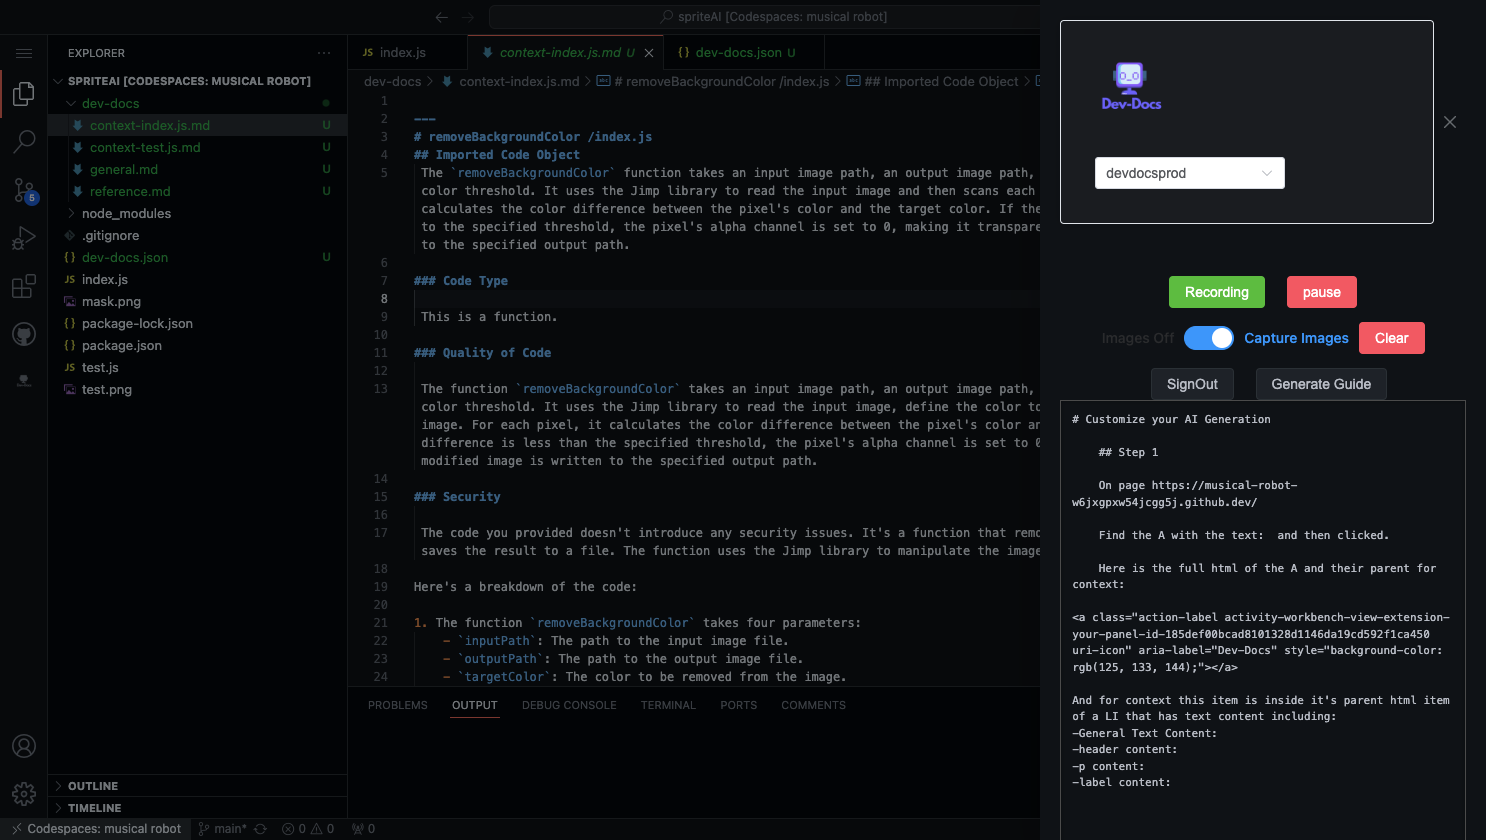 spriteAI [Codespaces: musical robot]
EXPLORER
SPRITEAI [CODESPACES: MUSICAL ROBOT]
dev-docs
context-index.js.md U
context-test.js.md U
general.md U
reference.md U
node_modules
.gitignore
{} dev-docs.json U
JS index.js
mask.png
{} package-lock.json
{} package.json
JS test.js
test.png
5
OUTLINE
TIMELINE
JS index.js
context-index.js.md U
{} dev-docs.json U
dev-docs > context-index.js.md > # removeBackgroundColor /index.js > ## Imported Code Object >
1
2 ---
3 # removeBackgroundColor /index.js
4 ## Imported Code Object
5 The `removeBackgroundColor` function takes an input image path, an output image path,
color threshold. It uses the Jimp library to read the input image and then scans each
calculates the color difference between the pixel's color and the target color. If the
to the specified threshold, the pixel's alpha channel is set to 0, making it transpare
to the specified output path.
6
7 ### Code Type
8
9 This is a function.
10
11 ### Quality of Code
12
13 The function `removeBackgroundColor` takes an input image path, an output image path,
color threshold. It uses the Jimp library to read the input image, define the color to
image. For each pixel, it calculates the color difference between the pixel's color an
difference is less than the specified threshold, the pixel's alpha channel is set to 0
modified image is written to the specified output path.
14
15 ### Security
16
17 The code you provided doesn't introduce any security issues. It's a function that remo
saves the result to a file. The function uses the Jimp library to manipulate the image
18
19 Here's a breakdown of the code:
20
21 1. The function `removeBackgroundColor` takes four parameters:
22 - `inputPath`: The path to the input image file.
23 - `outputPath`: The path to the output image file.
24 - `targetColor`: The color to be removed from the image.
PROBLEMS OUTPUT DEBUG CONSOLE TERMINAL PORTS COMMENTS
Codespaces: musical robot main* 0 0 0
Dev-Docs
devdocsprod
Recording pause
Images Off Capture Images Clear
SignOut Generate Guide
# Customize your AI Generation
## Step 1
On page https://musical-robot-
w6jxgpxw54jcgg5j.github.dev/
Find the A with the text:  and then clicked.
Here is the full html of the A and their parent for
context:
<a class="action-label activity-workbench-view-extension-
your-panel-id-185def00bcad8101328d1146da19cd592f1ca450
uri-icon" aria-label="Dev-Docs" style="background-color:
rgb(125, 133, 144);"></a>
And for context this item is inside it's parent html item
of a LI that has text content including:
-General Text Content:
-header content:
-p content:
-label content: